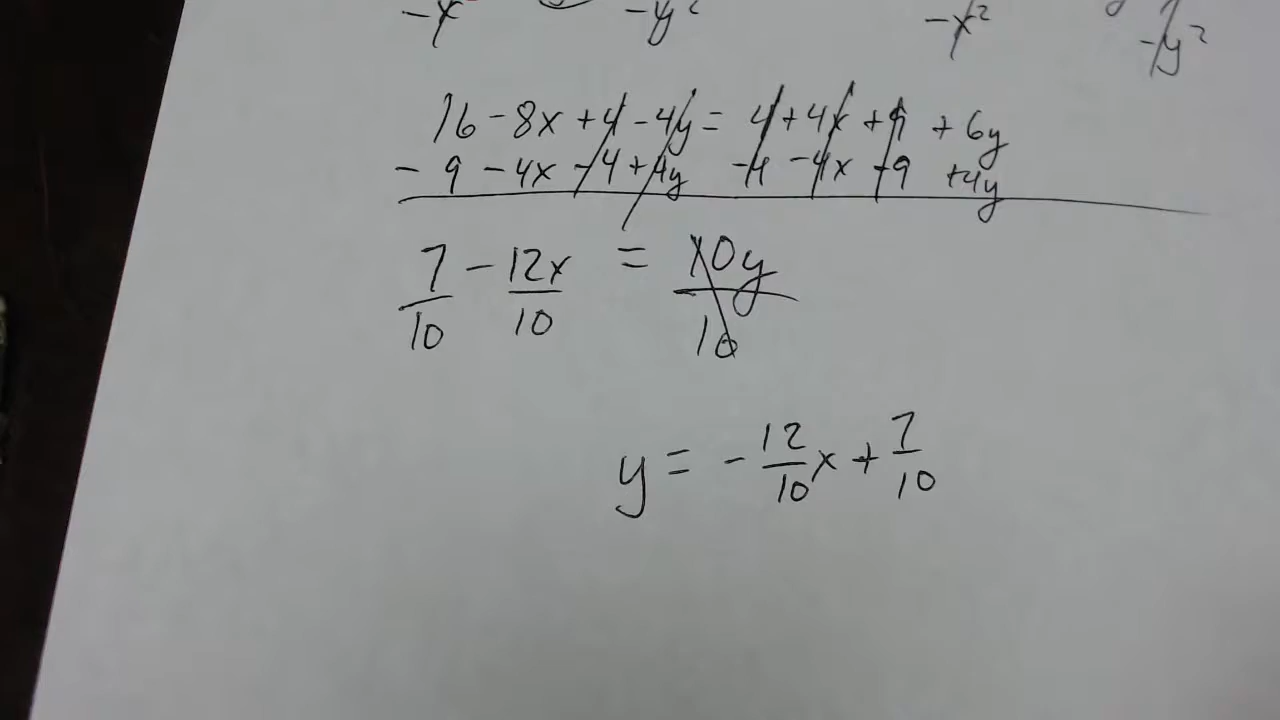 -x -y² -x² -y²
16 - 8x + 4 - 4y = 4 + 4x + 9 + 6y
- 9 - 4x - 4 + 4y -4 - 4x -9 +4y
7 - 12x = 10y
10 10 10
y = - 12/10 x + 7/10